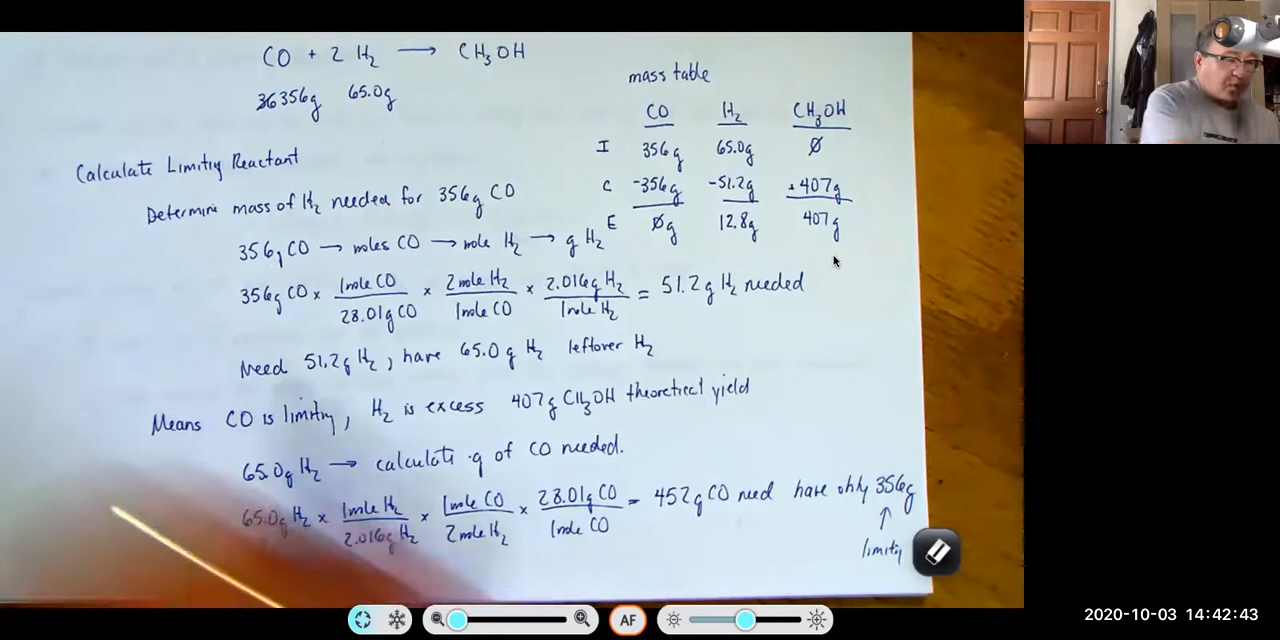 CO + 2 H₂ → CH₃OH
356g 65.0g
mass table
CO H₂ CH₃OH
I 356g 65.0g Ø
C -356g -51.2g +407g
E Øg 12.8g 407g
Calculate Limitiy Reactant
Determine mass of H₂ needed for 356g CO
356g CO → moles CO → mole H₂ → g H₂
356g CO × 1mole CO / 28.01g CO × 2mole H₂ / 1mole CO × 2.016g H₂ / 1mole H₂ = 51.2g H₂ needed
Need 51.2g H₂, have 65.0g H₂ leftover H₂
Means CO is limitiy, H₂ is excess 407g CH₃OH theoretical yield
65.0g H₂ → calculate g of CO needed.
65.0g H₂ × 1mole H₂ / 2.016g H₂ × 1mole CO / 2mole H₂ × 28.01g CO / 1mole CO = 452g CO need have only 356g
↑
limity
AF
2020-10-03 14:42:43